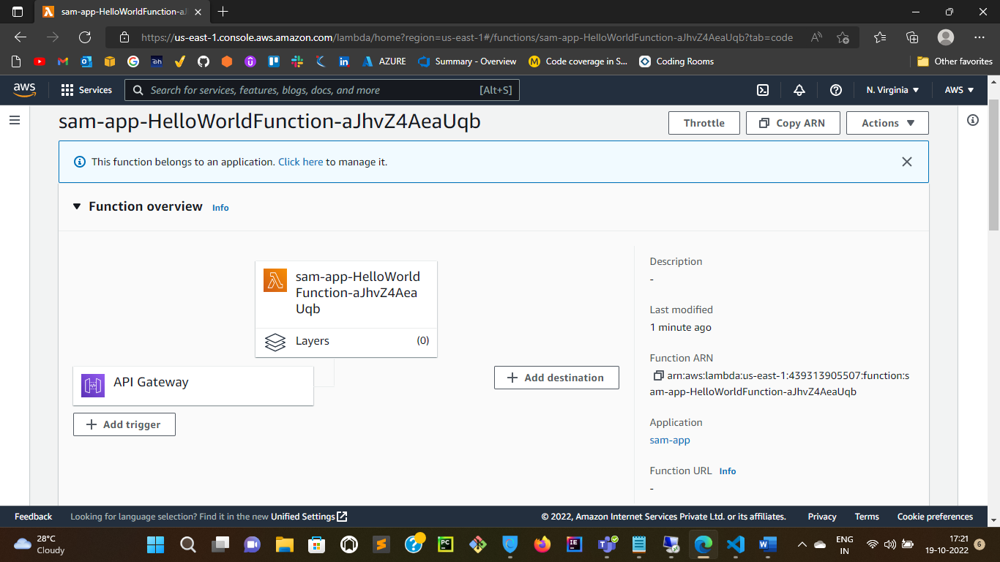 sam-app-HelloWorldFunction-aJ
https://us-east-1.console.aws.amazon.com/lambda/home?region=us-east-1#/functions/sam-app-HelloWorldFunction-aJhvZ4AeaUqb?tab=code
AZURE
Summary - Overview
Code coverage in S...
Coding Rooms
Other favorites
aws
Services
Search for services, features, blogs, docs, and more
[Alt+S]
N. Virginia
AWS
sam-app-HelloWorldFunction-aJhvZ4AeaUqb
Throttle
Copy ARN
Actions
This function belongs to an application. Click here to manage it.
Function overview Info
sam-app-HelloWorld
Function-aJhvZ4Aea
Uqb
Layers (0)
API Gateway
Add trigger
Add destination
Description
-
Last modified
1 minute ago
Function ARN
arn:aws:lambda:us-east-1:439313905507:function:s
am-app-HelloWorldFunction-aJhvZ4AeaUqb
Application
sam-app
Function URL Info
-
Feedback
Looking for language selection? Find it in the new Unified Settings
© 2022, Amazon Internet Services Private Ltd. or its affiliates.
Privacy
Terms
Cookie preferences
28°C
Cloudy
ENG
IN
17:21
19-10-2022
6